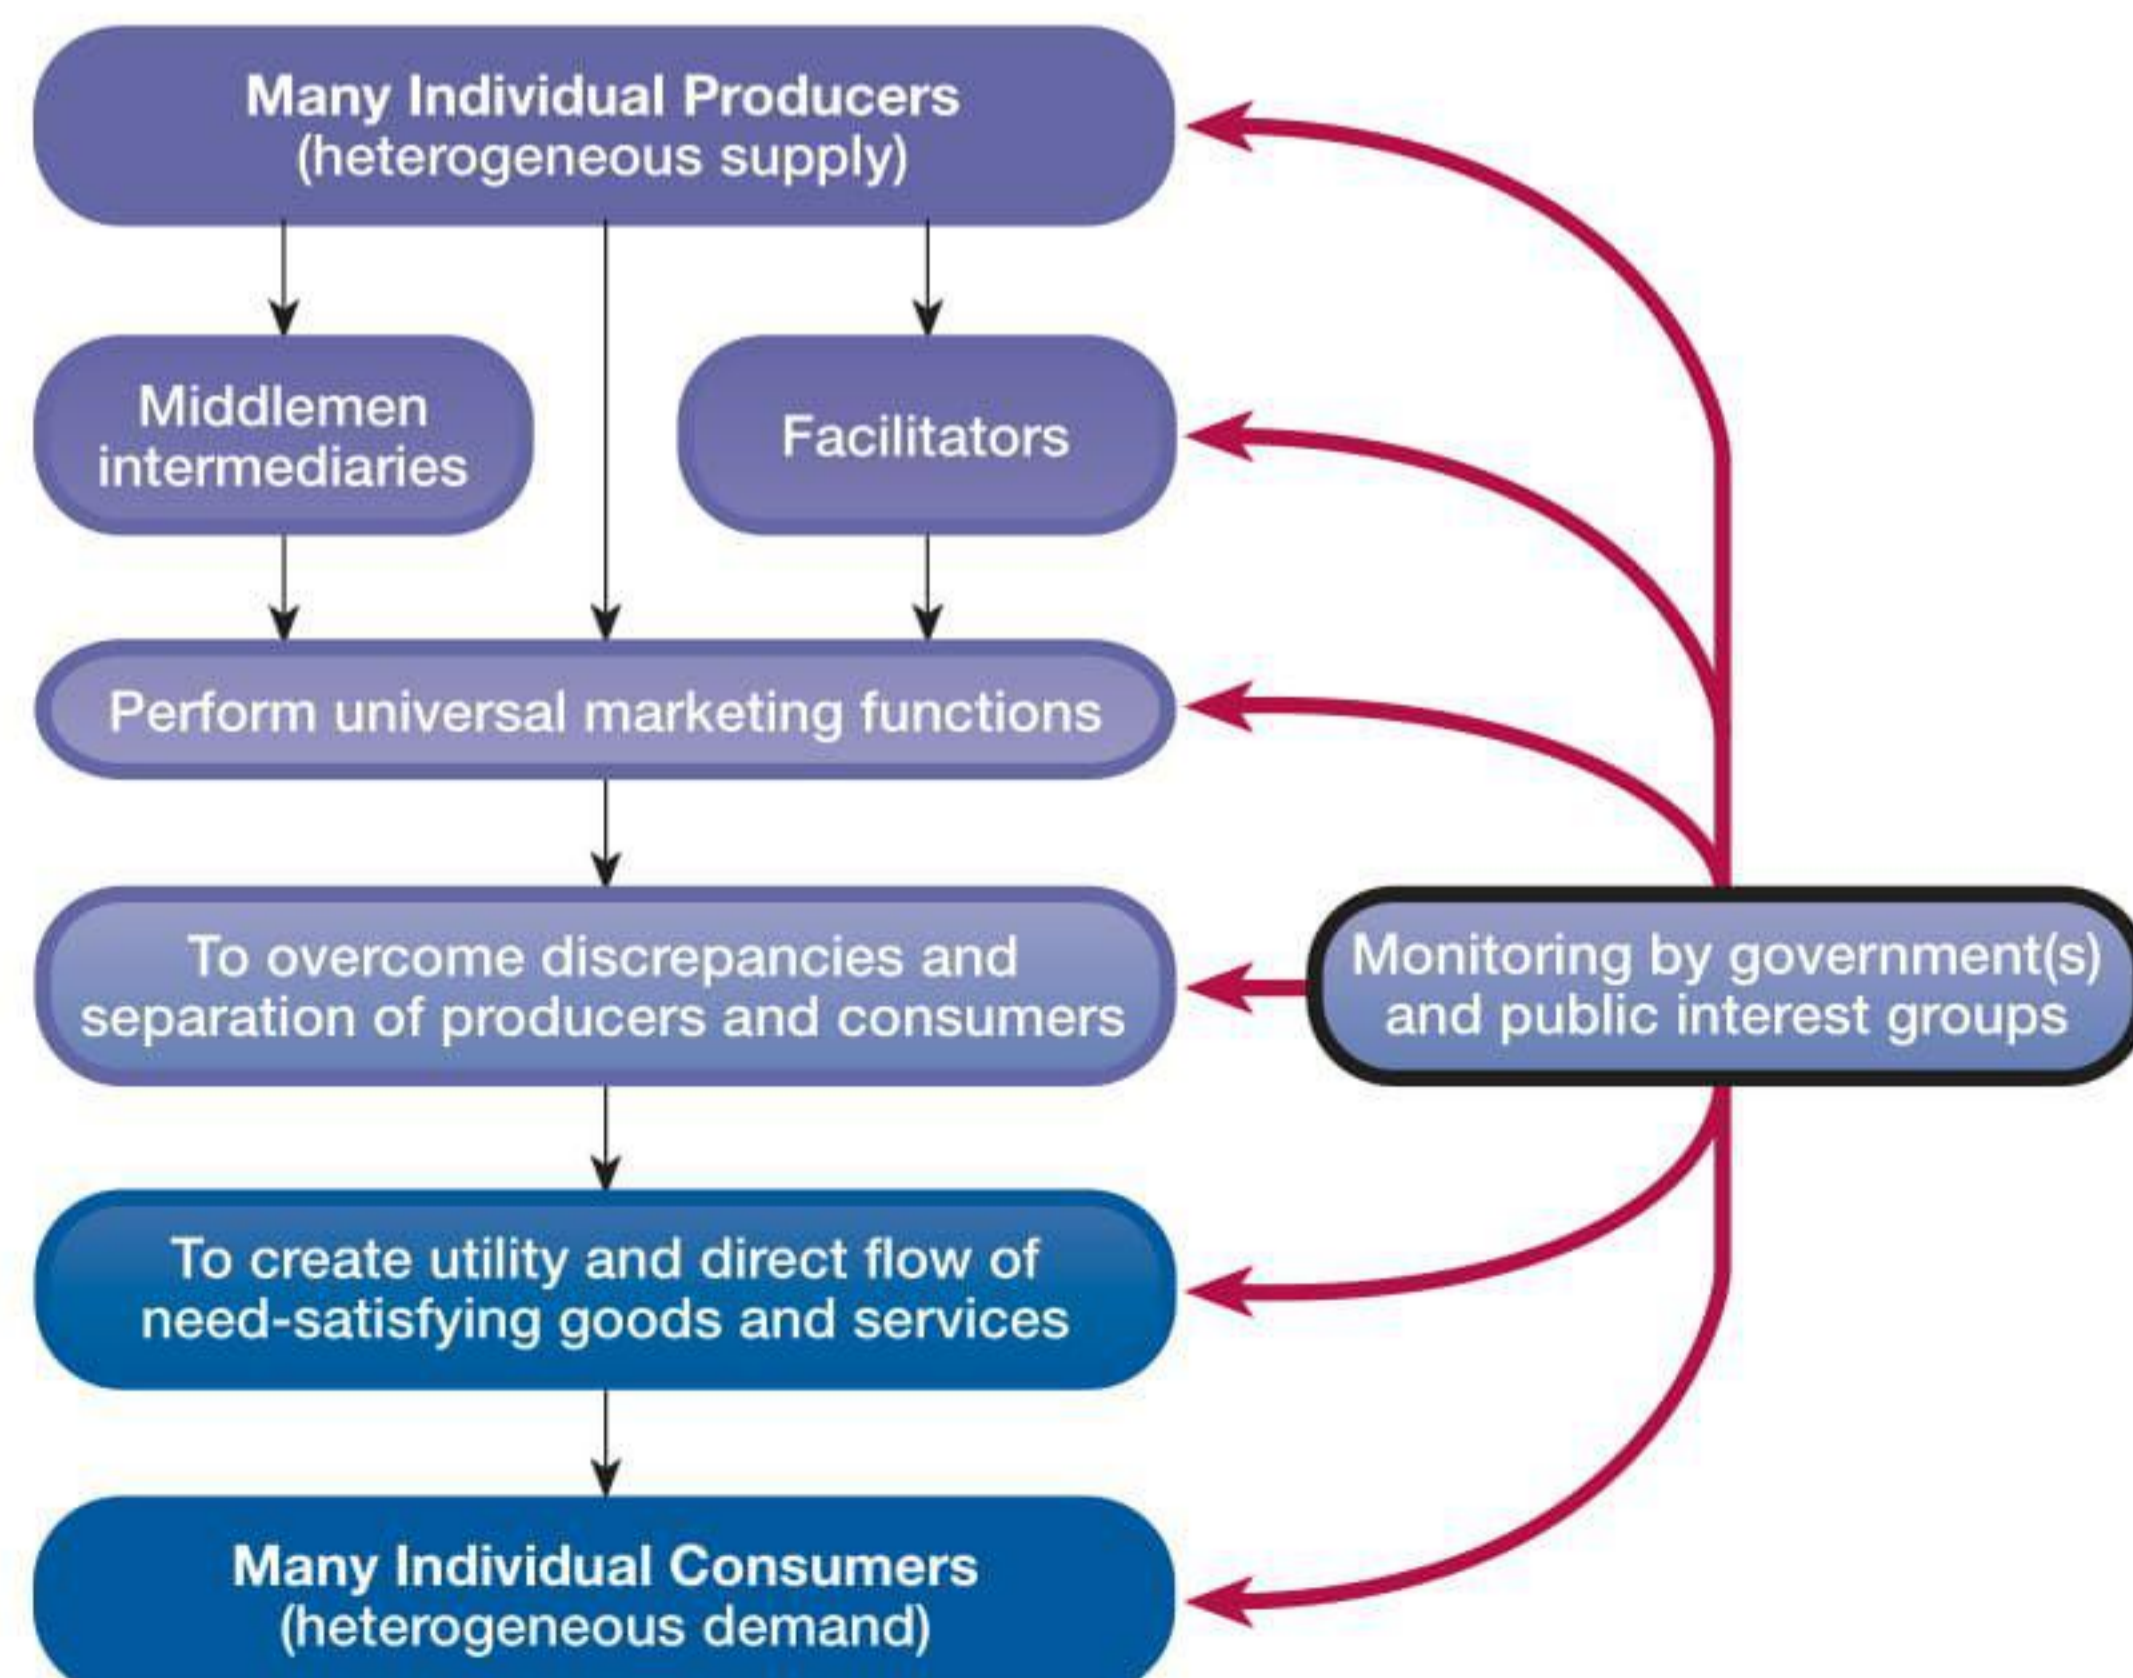 Many Individual Producers
(heterogeneous supply)
Middlemen
intermediaries
Facilitators
Perform universal marketing functions
To overcome discrepancies and
separation of producers and consumers
Monitoring by government(s)
and public interest groups
To create utility and direct flow of
need-satisfying goods and services
Many Individual Consumers
(heterogeneous demand)